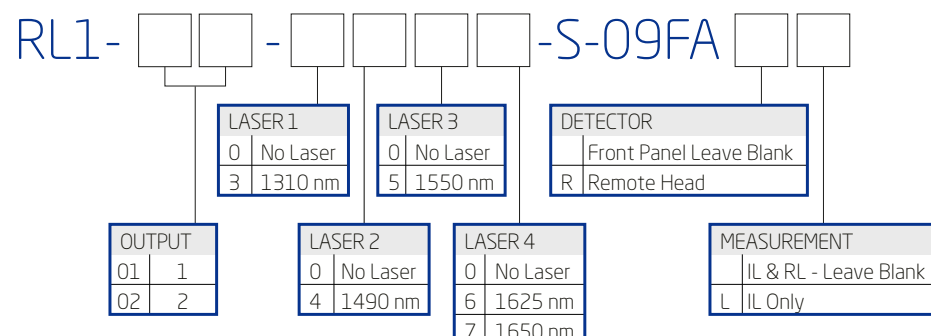 RL1- - -S-09FA
LASER 1
0 No Laser
3 1310 nm
LASER 3
0 No Laser
5 1550 nm
DETECTOR
Front Panel Leave Blank
R Remote Head
OUTPUT
01 1
02 2
LASER 2
0 No Laser
4 1490 nm
LASER 4
0 No Laser
6 1625 nm
7 1650 nm
MEASUREMENT
IL & RL - Leave Blank
L IL Only